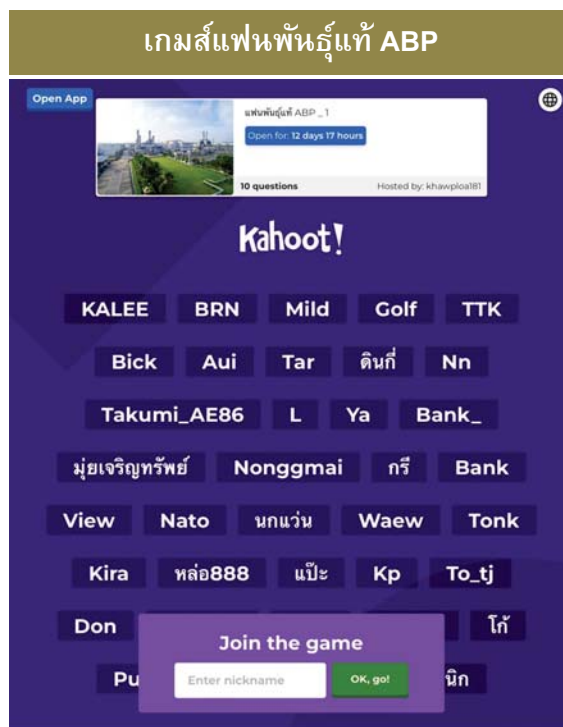 เกมส์แฟนพันธุ์แท้ ABP
Open App
แฟนพันธุ์แท้ ABP _ 1
Open for: 12 days 17 hours
10 questions Hosted by: khawploa181
Kahoot!
KALEE BRN Mild Golf TTK
Bick Aui Tar ดินกี่ Nn
Takumi_AE86 L Ya Bank_
มุ่ยเจริญทรัพย์ Nonggmai กรี Bank
View Nato นกแว่น Waew Tonk
Kira หล่อ888 แป๊ะ Kp To_tj
Don โก้
Join the game
Pu Enter nickname OK, go! นิก